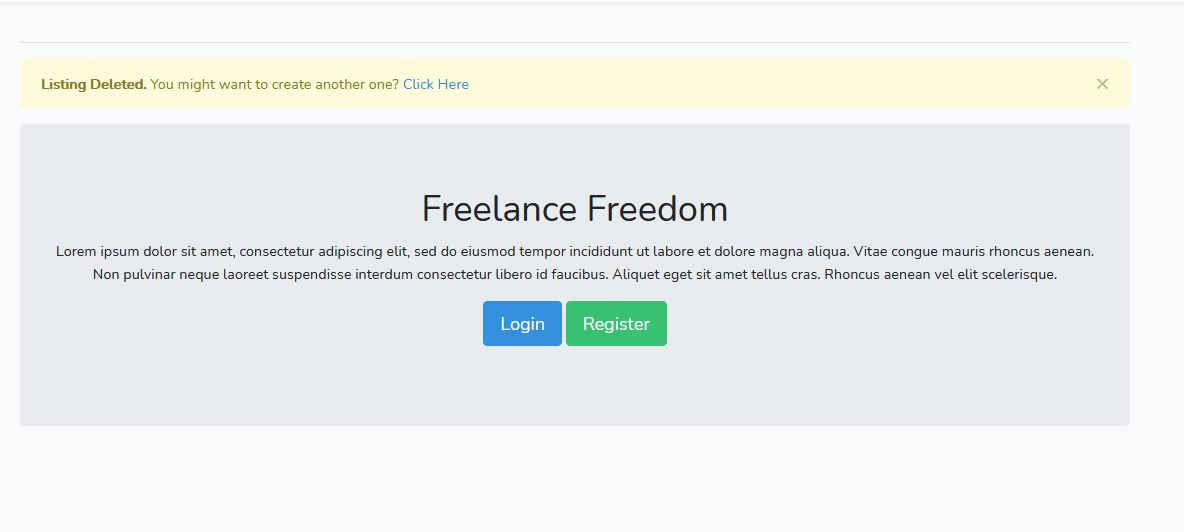 Listing Deleted. You might want to create another one? Click Here ×
Freelance Freedom
Lorem ipsum dolor sit amet, consectetur adipiscing elit, sed do eiusmod tempor incididunt ut labore et dolore magna aliqua. Vitae congue mauris rhoncus aenean.
Non pulvinar neque laoreet suspendisse interdum consectetur libero id faucibus. Aliquet eget sit amet tellus cras. Rhoncus aenean vel elit scelerisque.
Login Register